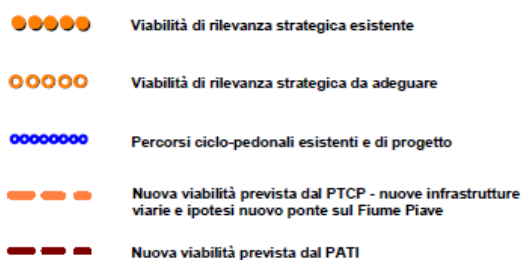 Viabilità di rilevanza strategica esistente
Viabilità di rilevanza strategica da adeguare
Percorsi ciclo-pedonali esistenti e di progetto
Nuova viabilità prevista dal PTCP - nuove infrastrutture
viarie e ipotesi nuovo ponte sul Fiume Piave
Nuova viabilità prevista dal PATI